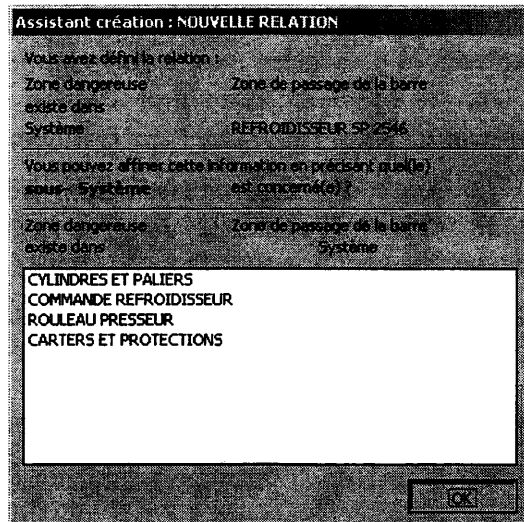 Assistant création : NOUVELLE RELATION
Vous avez défini la relation :
Zone dangereuse Zone de passage de la barre
existe dans
Système REFROIDISSEUR SP 2546
Vous pouvez affiner cette information en précisant quel(le)
sous- Système est concerné(e) ?
Zone dangereuse Zone de passage de la barre
existe dans Système
CYLINDRES ET PALIERS
COMMANDE REFROIDISSEUR
ROULEAU PRESSEUR
CARTERS ET PROTECTIONS
OK